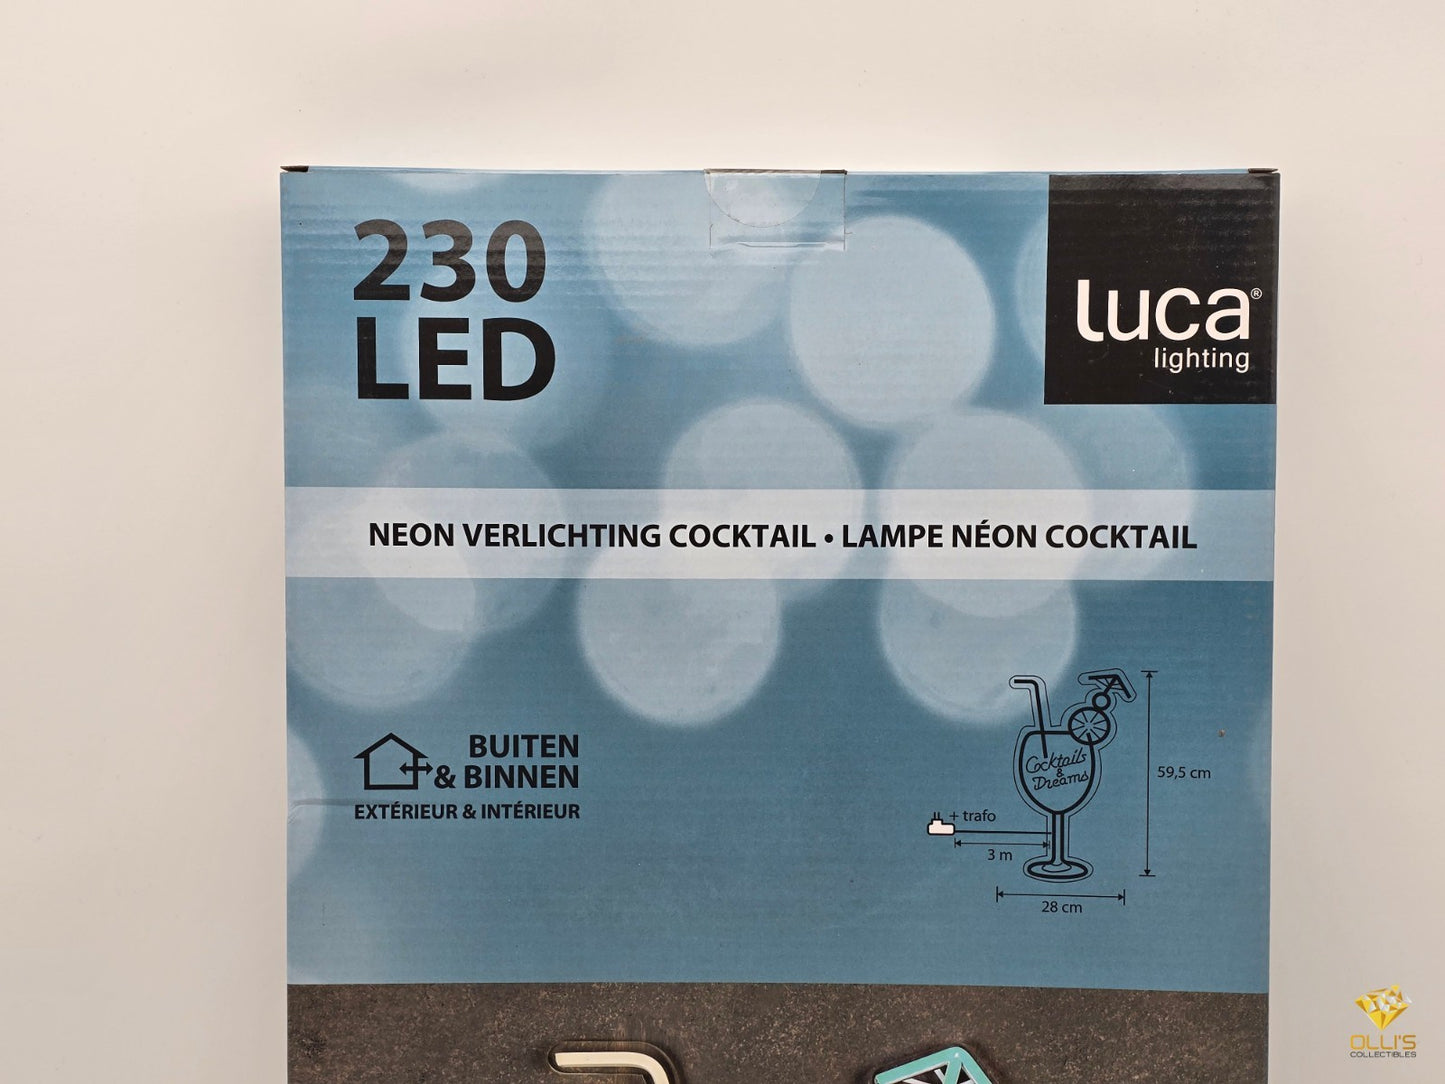 230
LED
luca®
lighting
NEON VERLICHTING COCKTAIL • LAMPE NÉON COCKTAIL
BUITEN
& BINNEN
EXTÉRIEUR & INTÉRIEUR
Cocktails
&
Dreams
59,5 cm
+ trafo
3 m
28 cm
OLLI'S
COLLECTIBLES